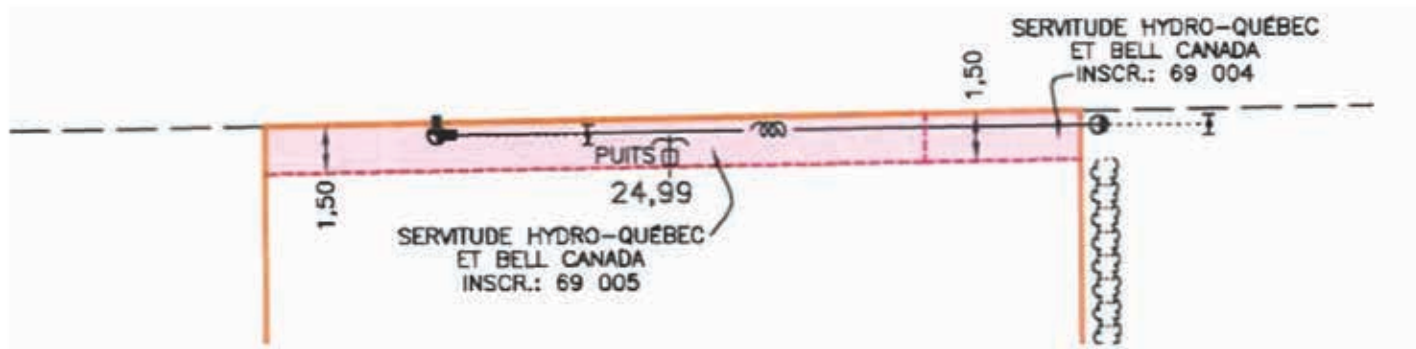 SERVITUDE HYDRO-QUÉBEC
ET BELL CANADA
INSCR.: 69 004
1,50
1,50
PUITS
24,99
SERVITUDE HYDRO-QUÉBEC
ET BELL CANADA
INSCR.: 69 005